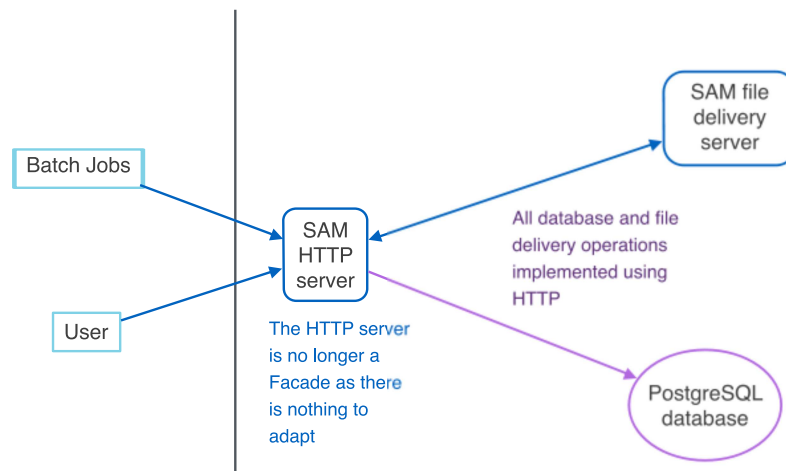 SAM file
delivery
server
Batch Jobs
SAM
HTTP
server
All database and file
delivery operations
implemented using
HTTP
User
The HTTP server
is no longer a
Facade as there
is nothing to
adapt
PostgreSQL
database